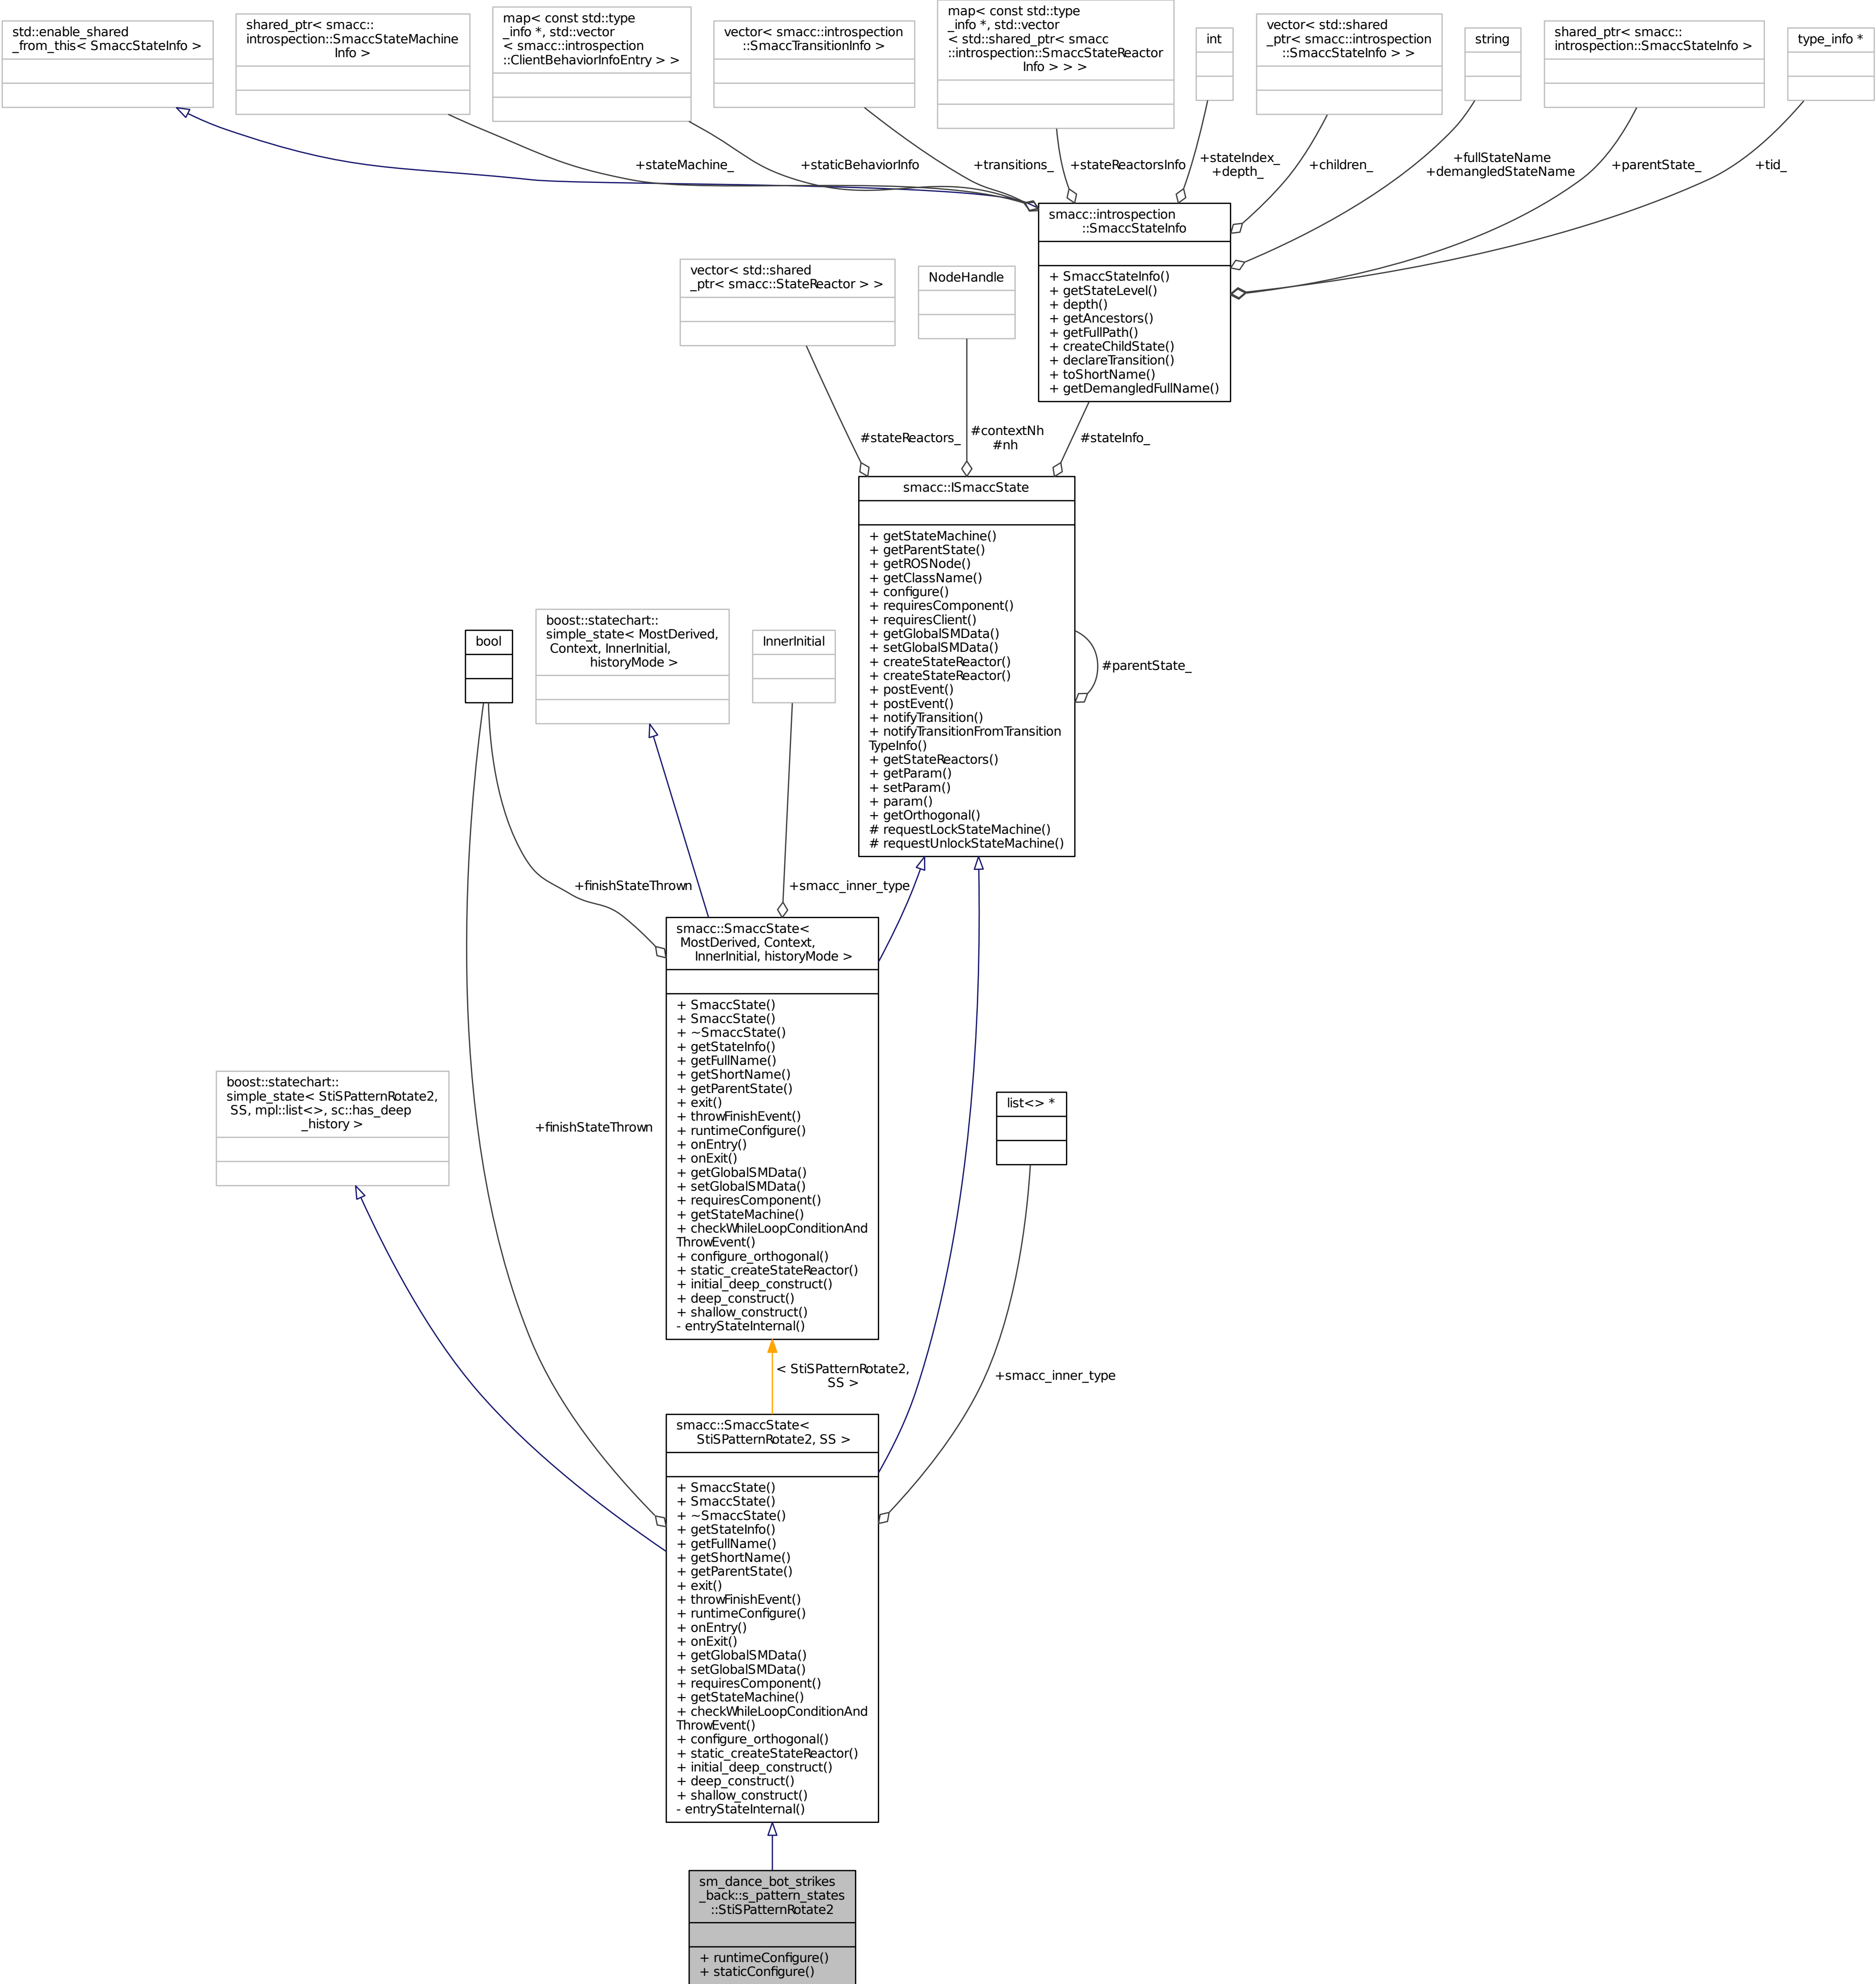 std::enable_shared
_from_this< SmaccStateInfo >
shared_ptr< smacc::
introspection::SmaccStateMachine
Info >
map< const std::type
_info *, std::vector
< smacc::introspection
::ClientBehaviorInfoEntry > >
vector< smacc::introspection
::SmaccTransitionInfo >
map< const std::type
_info *, std::vector
< std::shared_ptr< smacc
::introspection::SmaccStateReactor
Info > > >
int
vector< std::shared
_ptr< smacc::introspection
::SmaccStateInfo > >
string
shared_ptr< smacc::
introspection::SmaccStateInfo >
type_info *
+stateMachine_
+staticBehaviorInfo
+transitions_
+stateReactorsInfo
+stateIndex_
+depth_
+children_
+fullStateName
+demangledStateName
+parentState_
+tid_
smacc::introspection
::SmaccStateInfo
+ SmaccStateInfo()
+ getStateLevel()
+ depth()
+ getAncestors()
+ getFullPath()
+ createChildState()
+ declareTransition()
+ toShortName()
+ getDemangledFullName()
vector< std::shared
_ptr< smacc::StateReactor > >
NodeHandle
#stateReactors_
#contextNh
#nh
#stateInfo_
smacc::ISmaccState
+ getStateMachine()
+ getParentState()
+ getROSNode()
+ getClassName()
+ configure()
+ requiresComponent()
+ requiresClient()
+ getGlobalSMData()
+ setGlobalSMData()
+ createStateReactor()
+ createStateReactor()
+ postEvent()
+ postEvent()
+ notifyTransition()
+ notifyTransitionFromTransition
TypeInfo()
+ getStateReactors()
+ getParam()
+ setParam()
+ param()
+ getOrthogonal()
# requestLockStateMachine()
# requestUnlockStateMachine()
#parentState_
bool
boost::statechart::
simple_state< MostDerived,
Context, InnerInitial,
historyMode >
InnerInitial
+finishStateThrown
+smacc_inner_type
smacc::SmaccState<
MostDerived, Context,
InnerInitial, historyMode >
+ SmaccState()
+ SmaccState()
+ ~SmaccState()
+ getStateInfo()
+ getFullName()
+ getShortName()
+ getParentState()
+ exit()
+ throwFinishEvent()
+ runtimeConfigure()
+ onEntry()
+ onExit()
+ getGlobalSMData()
+ setGlobalSMData()
+ requiresComponent()
+ getStateMachine()
+ checkWhileLoopConditionAnd
ThrowEvent()
+ configure_orthogonal()
+ static_createStateReactor()
+ initial_deep_construct()
+ deep_construct()
+ shallow_construct()
- entryStateInternal()
boost::statechart::
simple_state< StiSPatternRotate2,
SS, mpl::list<>, sc::has_deep
_history >
+finishStateThrown
list<> *
< StiSPatternRotate2,
SS >
+smacc_inner_type
smacc::SmaccState<
StiSPatternRotate2, SS >
+ SmaccState()
+ SmaccState()
+ ~SmaccState()
+ getStateInfo()
+ getFullName()
+ getShortName()
+ getParentState()
+ exit()
+ throwFinishEvent()
+ runtimeConfigure()
+ onEntry()
+ onExit()
+ getGlobalSMData()
+ setGlobalSMData()
+ requiresComponent()
+ getStateMachine()
+ checkWhileLoopConditionAnd
ThrowEvent()
+ configure_orthogonal()
+ static_createStateReactor()
+ initial_deep_construct()
+ deep_construct()
+ shallow_construct()
- entryStateInternal()
sm_dance_bot_strikes
_back::s_pattern_states
::StiSPatternRotate2
+ runtimeConfigure()
+ staticConfigure()